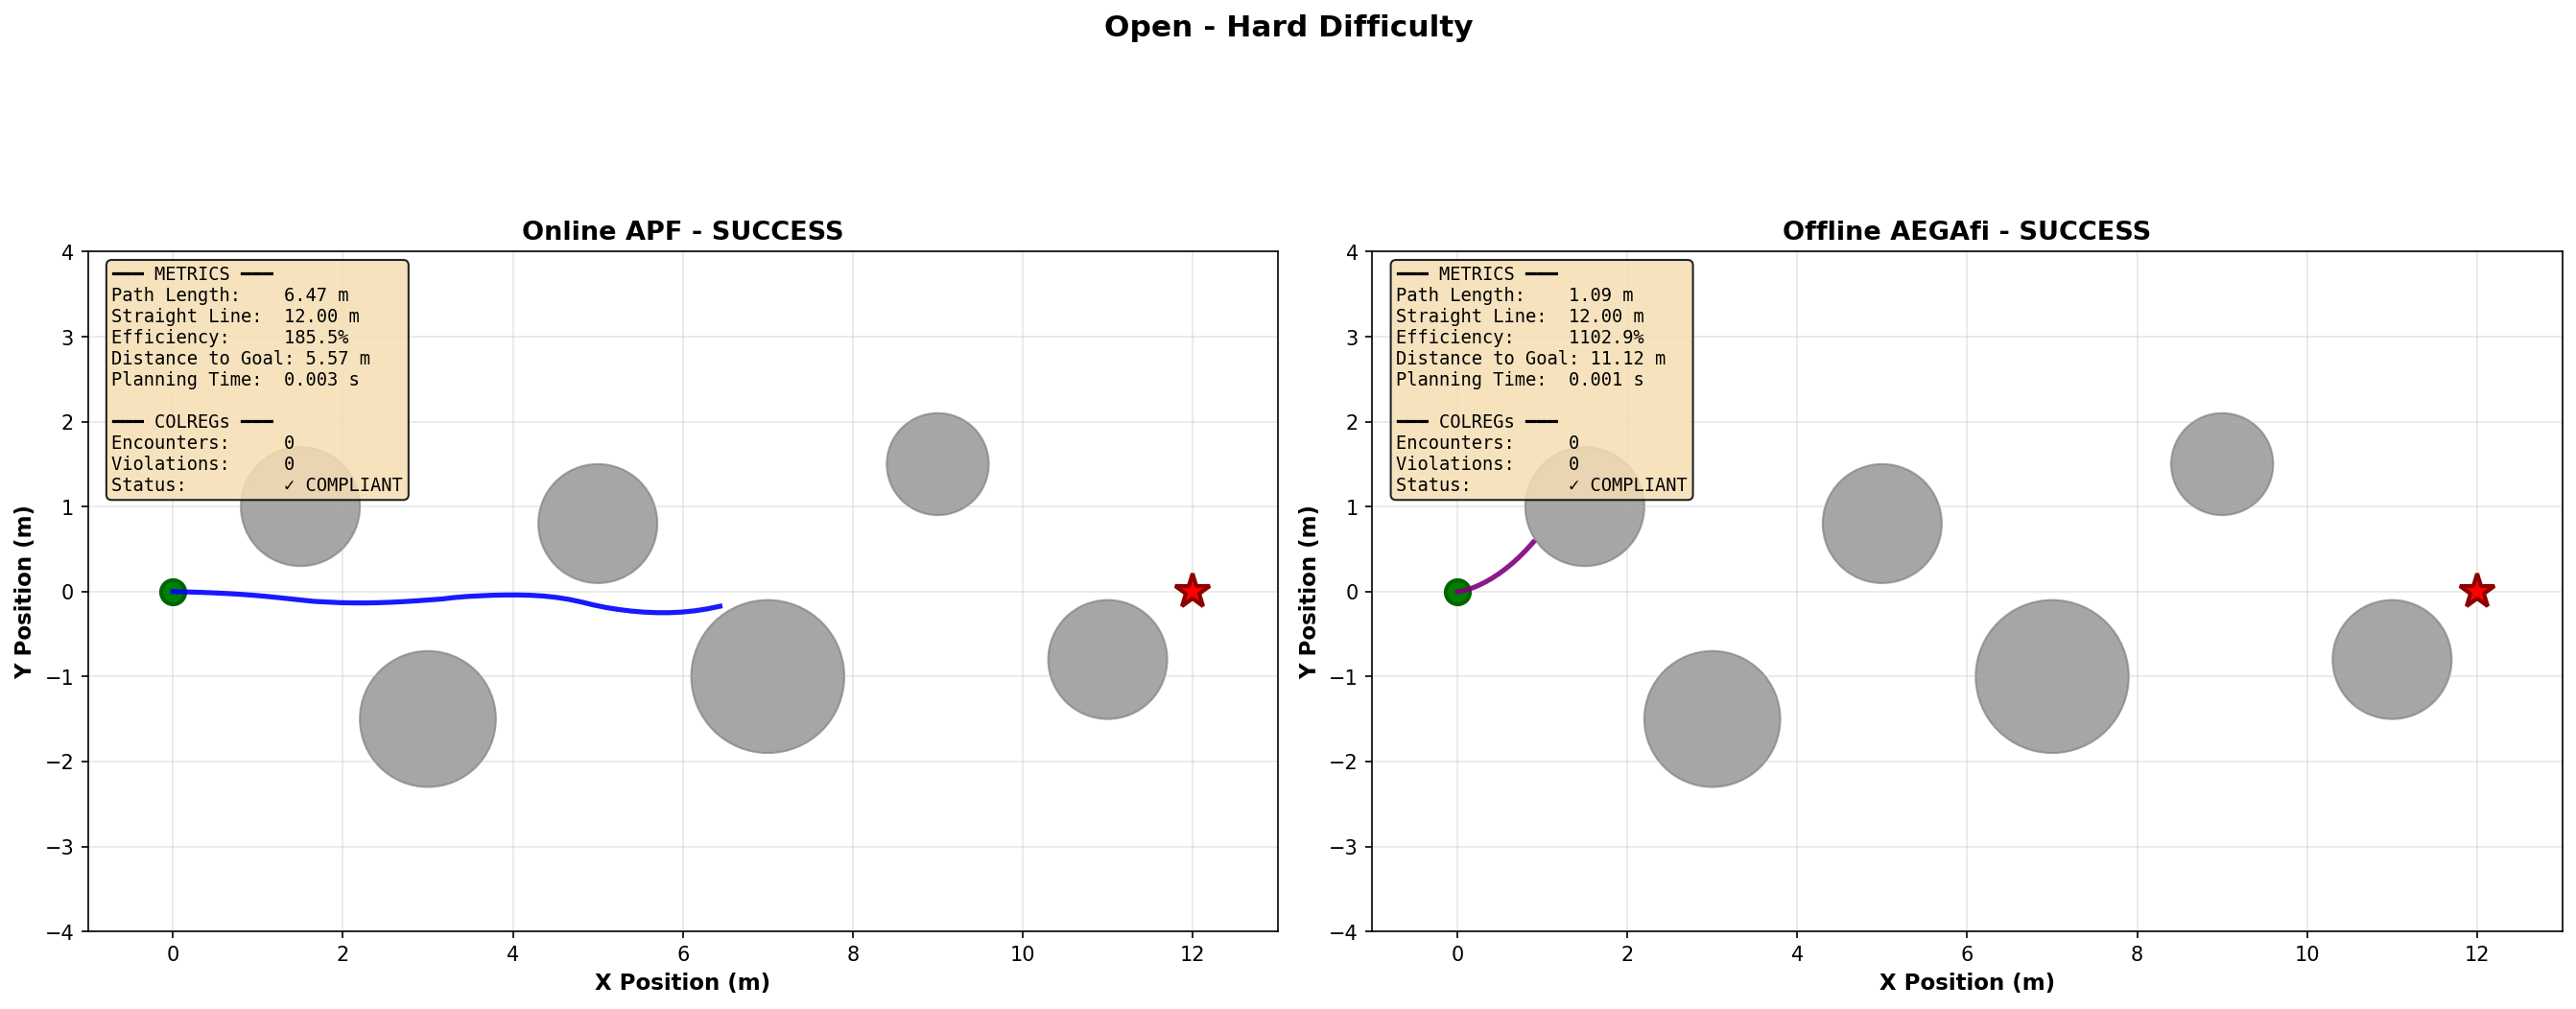 Open - Hard Difficulty
Online APF - SUCCESS
4
3
2
1
0
−1
−2
−3
−4
Y Position (m)
━━━ METRICS ━━━
Path Length: 6.47 m
Straight Line: 12.00 m
Efficiency: 185.5%
Distance to Goal: 5.57 m
Planning Time: 0.003 s
━━━ COLREGs ━━━
Encounters: 0
Violations: 0
Status: ✓ COMPLIANT
0 2 4 6 8 10 12
X Position (m)
Offline AEGAfi - SUCCESS
4
3
2
1
0
−1
−2
−3
−4
Y Position (m)
━━━ METRICS ━━━
Path Length: 1.09 m
Straight Line: 12.00 m
Efficiency: 1102.9%
Distance to Goal: 11.12 m
Planning Time: 0.001 s
━━━ COLREGs ━━━
Encounters: 0
Violations: 0
Status: ✓ COMPLIANT
0 2 4 6 8 10 12
X Position (m)